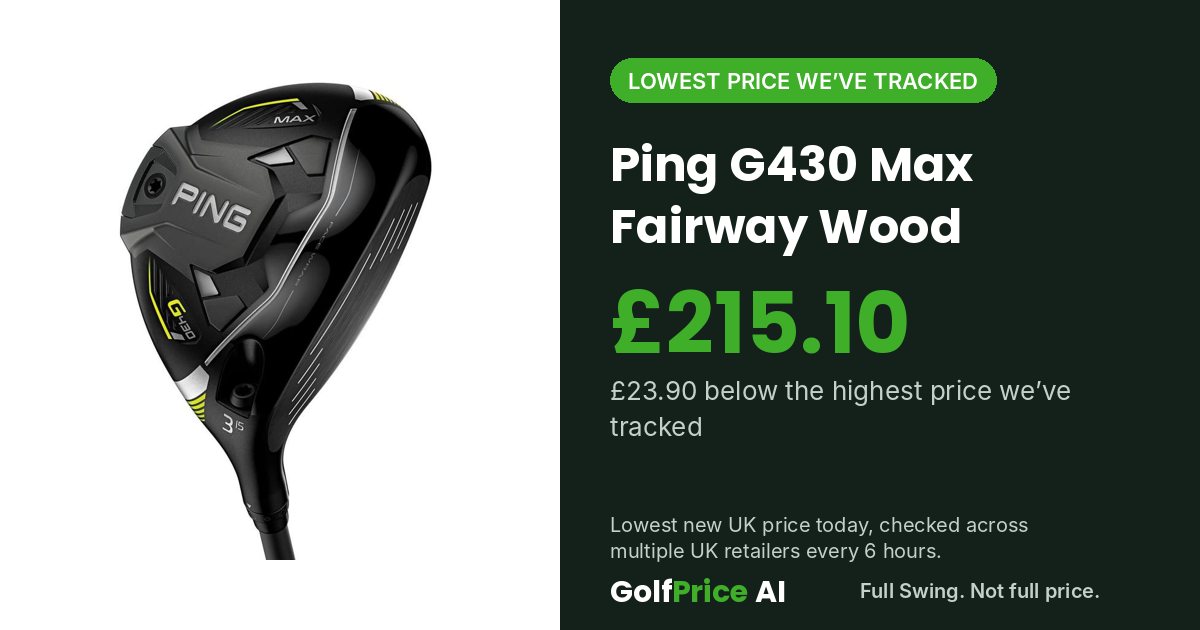 MAX
PING
G430
3 15
LOWEST PRICE WE’VE TRACKED
Ping G430 Max
Fairway Wood
£215.10
£23.90 below the highest price we’ve
tracked
Lowest new UK price today, checked across
multiple UK retailers every 6 hours.
GolfPrice AI
Full Swing. Not full price.